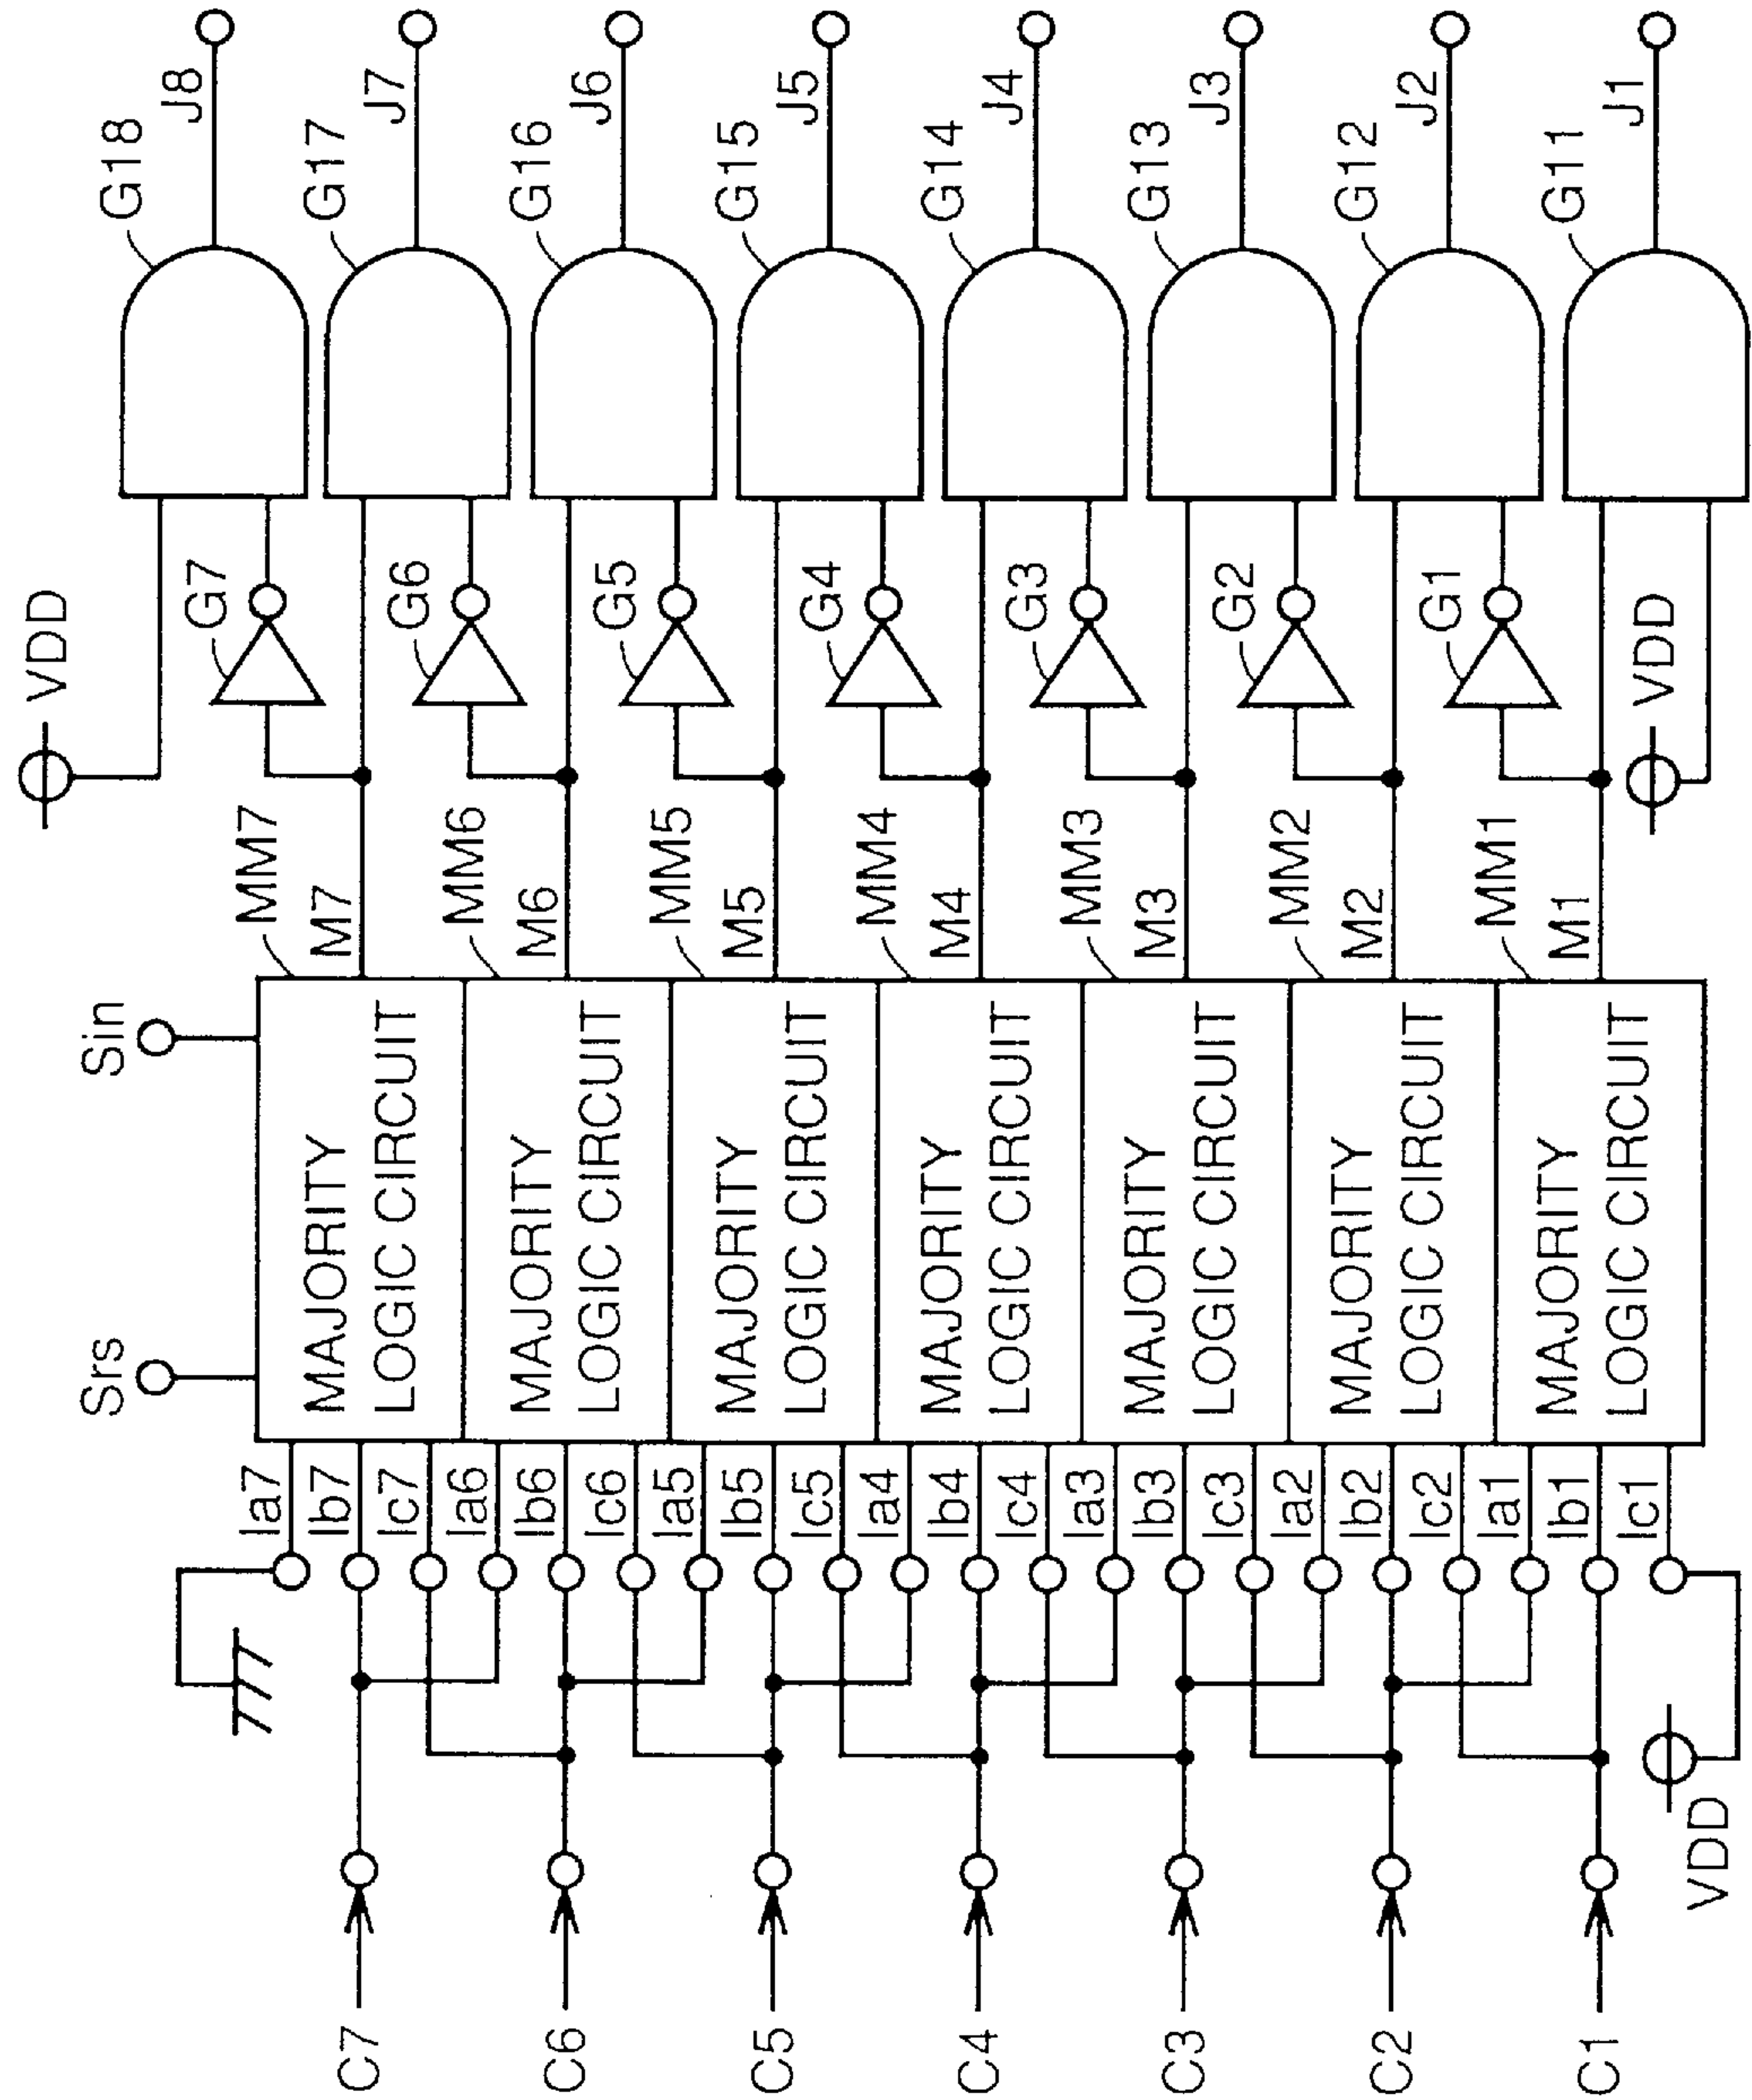 C7
C6
C5
C4
C3
C2
C1
VDD
Ia7
Ib7
Ic7
Ia6
Ib6
Ic6
Ia5
Ib5
Ic5
Ia4
Ib4
Ic4
Ia3
Ib3
Ic3
Ia2
Ib2
Ic2
Ia1
Ib1
Ic1
Srs
Sin
MAJORITY
LOGIC CIRCUIT
MAJORITY
LOGIC CIRCUIT
MAJORITY
LOGIC CIRCUIT
MAJORITY
LOGIC CIRCUIT
MAJORITY
LOGIC CIRCUIT
MAJORITY
LOGIC CIRCUIT
MAJORITY
LOGIC CIRCUIT
MM7
M7
MM6
M6
MM5
M5
MM4
M4
MM3
M3
MM2
M2
MM1
M1
VDD
G7
G6
G5
G4
G3
G2
G1
VDD
G18
J8
G17
J7
G16
J6
G15
J5
G14
J4
G13
J3
G12
J2
G11
J1